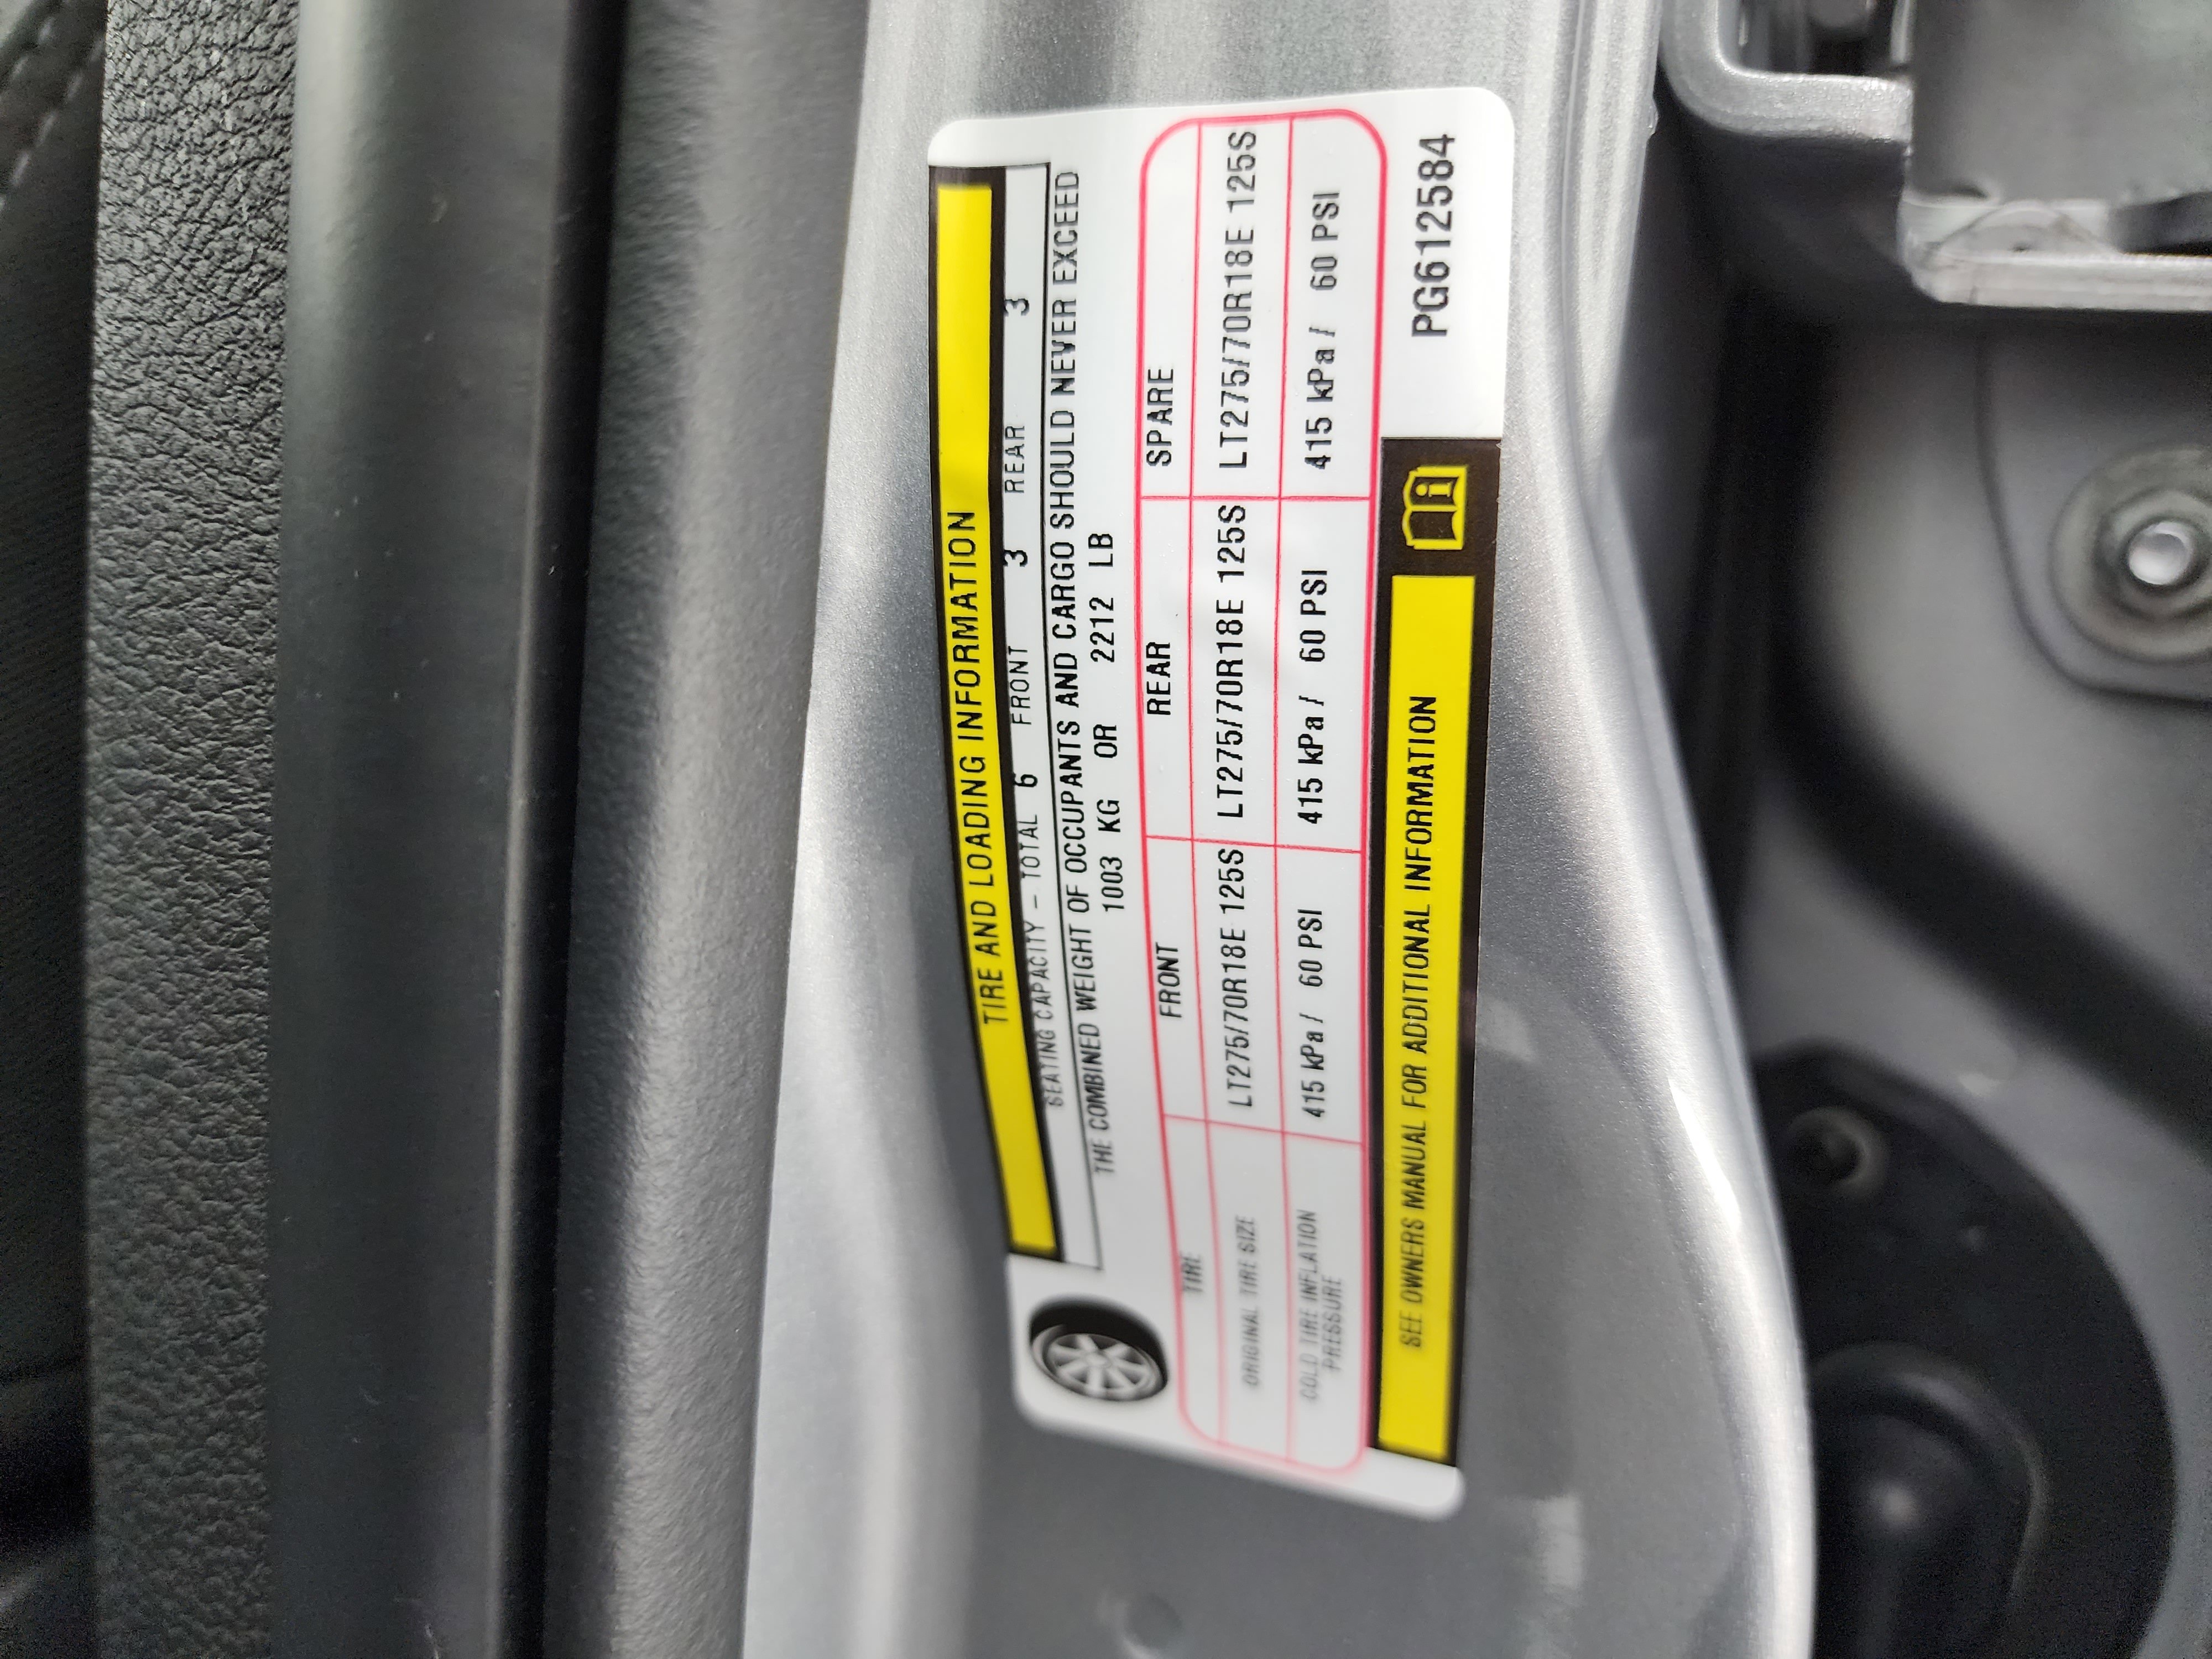 TIRE AND LOADING INFORMATION
SEATING CAPACITY – TOTAL 6 FRONT 3 REAR 3
THE COMBINED WEIGHT OF OCCUPANTS AND CARGO SHOULD NEVER EXCEED
1003 KG OR 2212 LB
TIRE FRONT REAR SPARE
ORIGINAL TIRE SIZE LT275/70R18E 125S LT275/70R18E 125S LT275/70R18E 125S
COLD TIRE INFLATION
PRESSURE 415 kPa / 60 PSI 415 kPa / 60 PSI 415 kPa / 60 PSI
SEE OWNERS MANUAL FOR ADDITIONAL INFORMATION PG612584